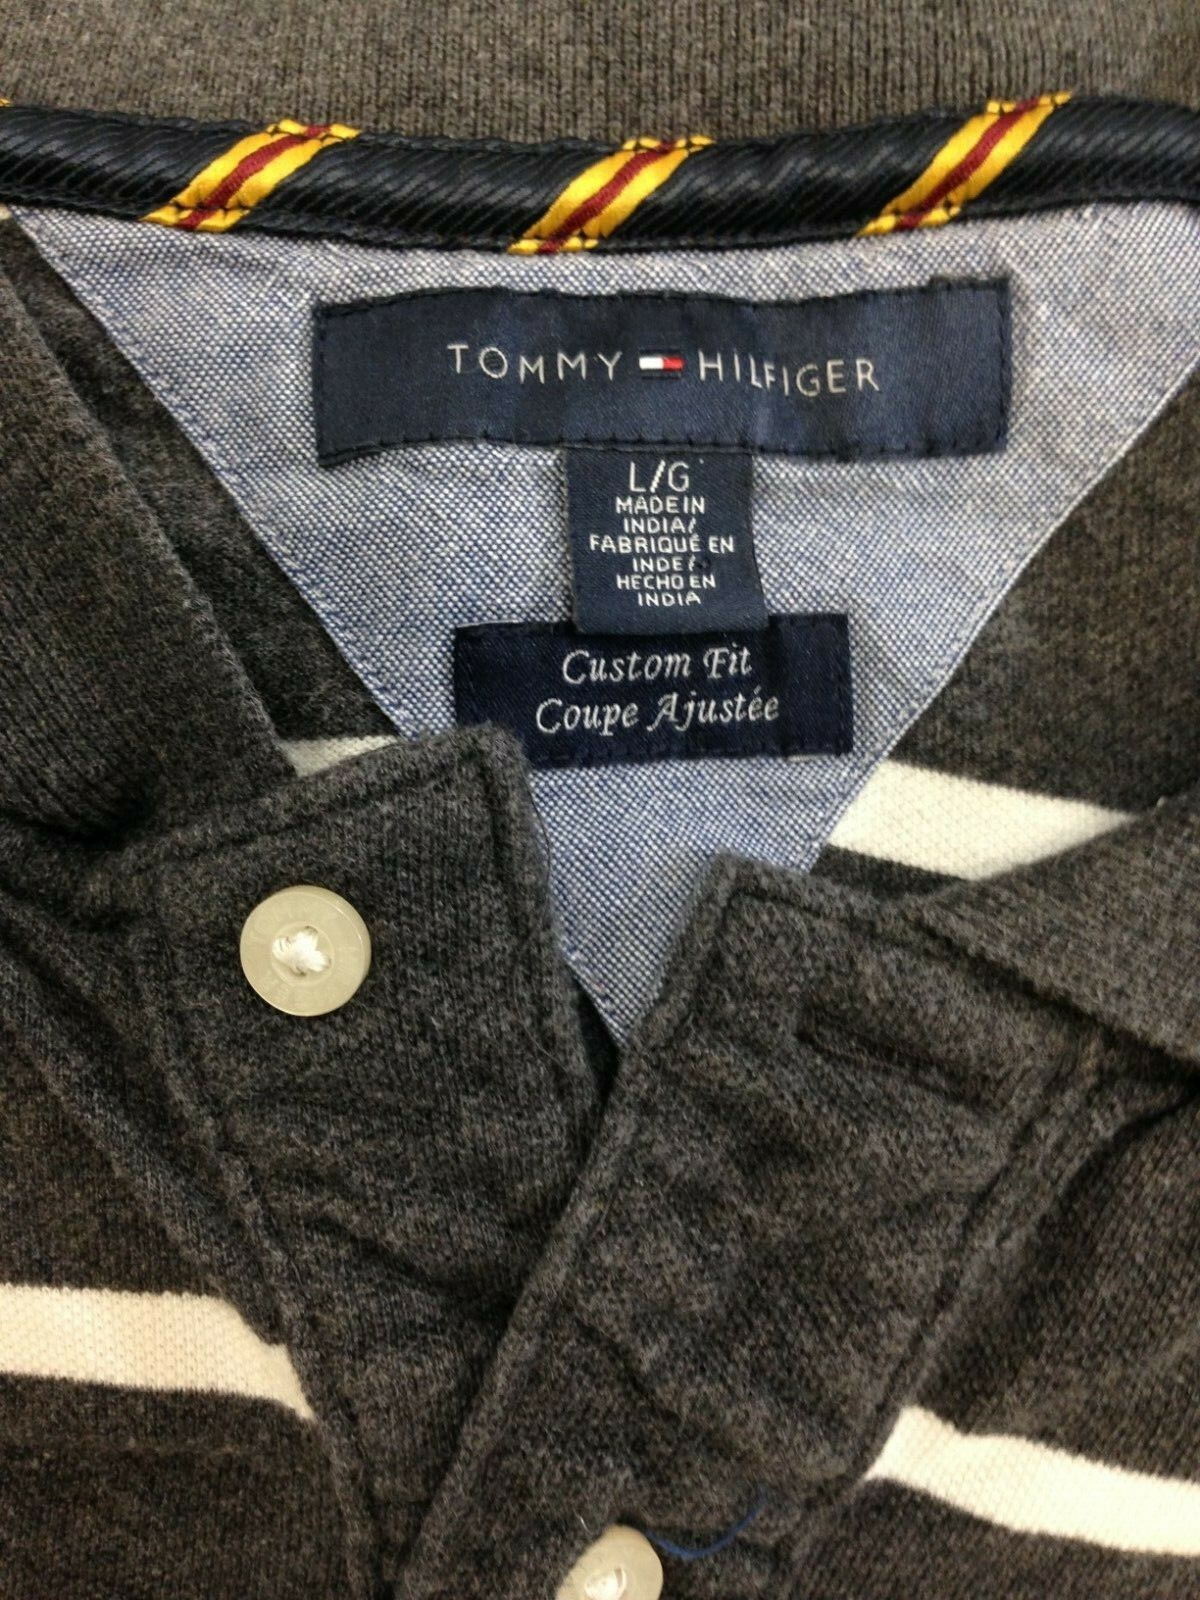 TOMMY HILFIGER
L/G
MADE IN
INDIA/
FABRIQUÉ EN
INDE/
HECHO EN
INDIA
Custom Fit
Coupe Ajustée